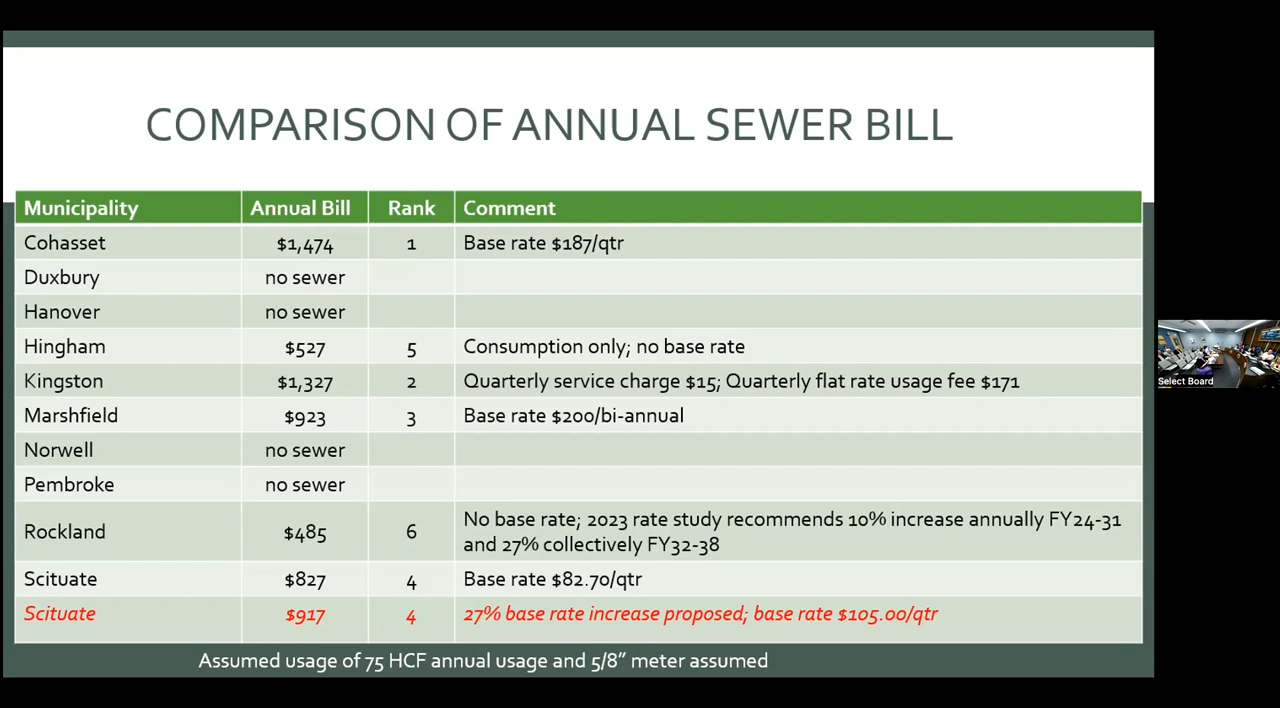 COMPARISON OF ANNUAL SEWER BILL
Municipality Annual Bill Rank Comment
Cohasset $1,474 1 Base rate $187/qtr
Duxbury no sewer
Hanover no sewer
Hingham $527 5 Consumption only; no base rate
Kingston $1,327 2 Quarterly service charge $15; Quarterly flat rate usage fee $171
Marshfield $923 3 Base rate $200/bi-annual
Norwell no sewer
Pembroke no sewer
Rockland $485 6 No base rate; 2023 rate study recommends 10% increase annually FY24-31
and 27% collectively FY32-38
Scituate $827 4 Base rate $82.70/qtr
Scituate $917 4 27% base rate increase proposed; base rate $105.00/qtr
Assumed usage of 75 HCF annual usage and 5/8” meter assumed
Select Board